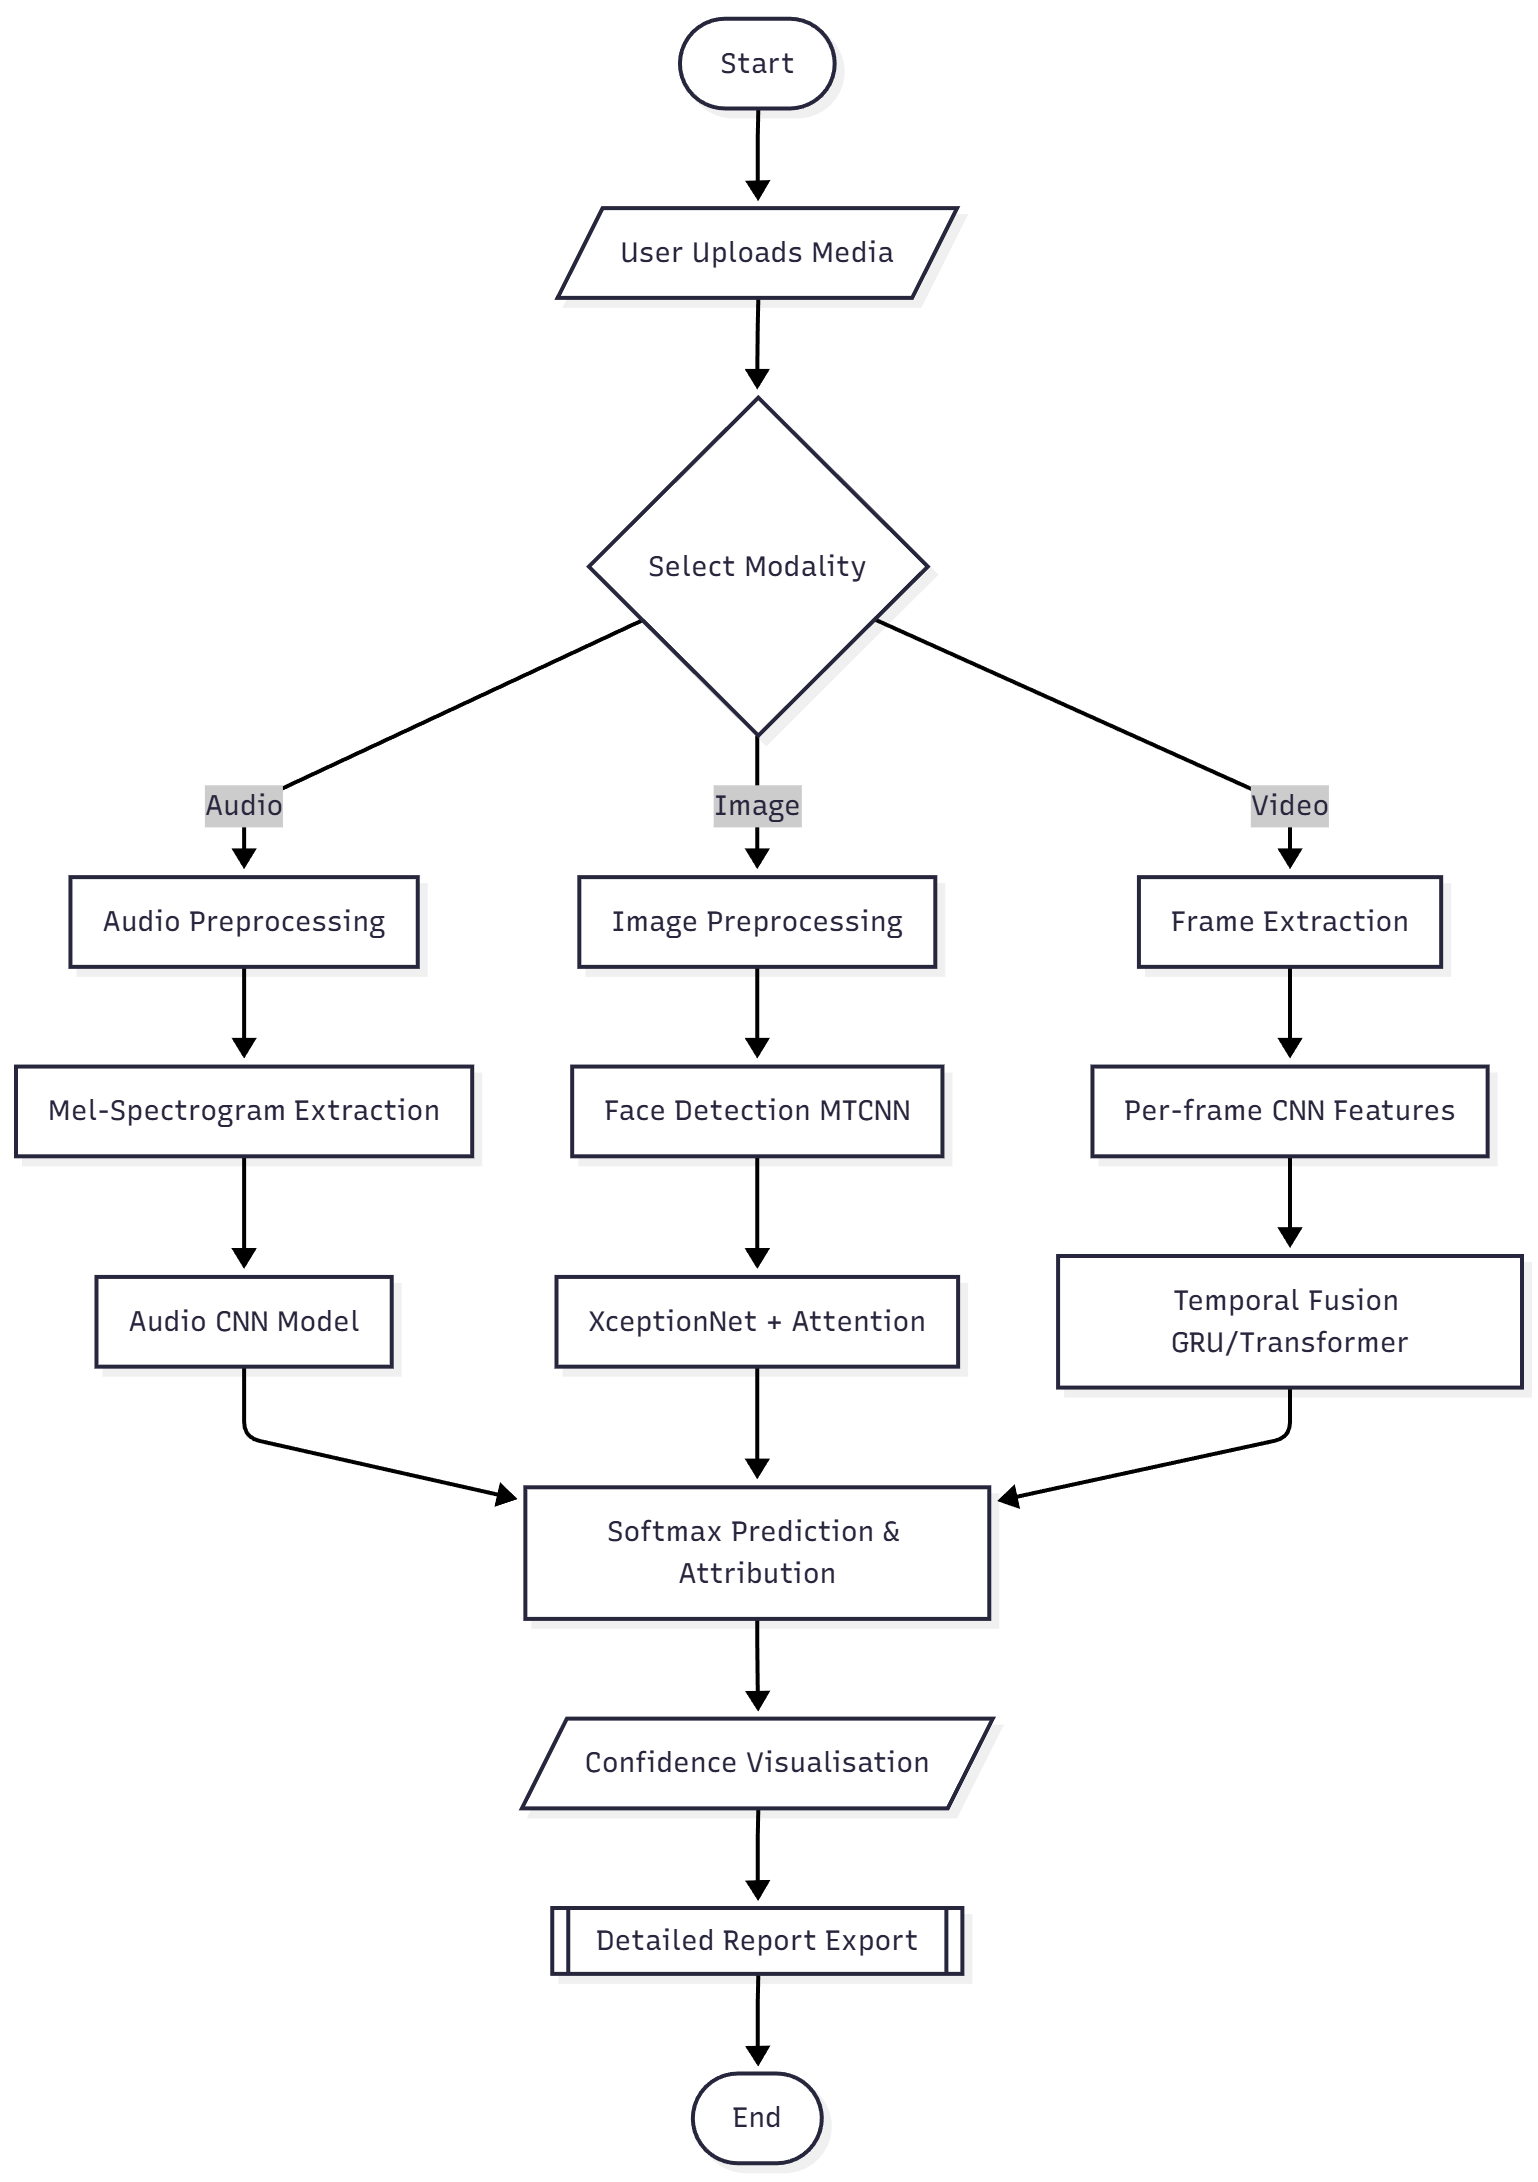 Start
User Uploads Media
Select Modality
Audio
Image
Video
Audio Preprocessing
Image Preprocessing
Frame Extraction
Mel-Spectrogram Extraction
Face Detection MTCNN
Per-frame CNN Features
Audio CNN Model
XceptionNet + Attention
Temporal Fusion
GRU/Transformer
Softmax Prediction &
Attribution
Confidence Visualisation
Detailed Report Export
End